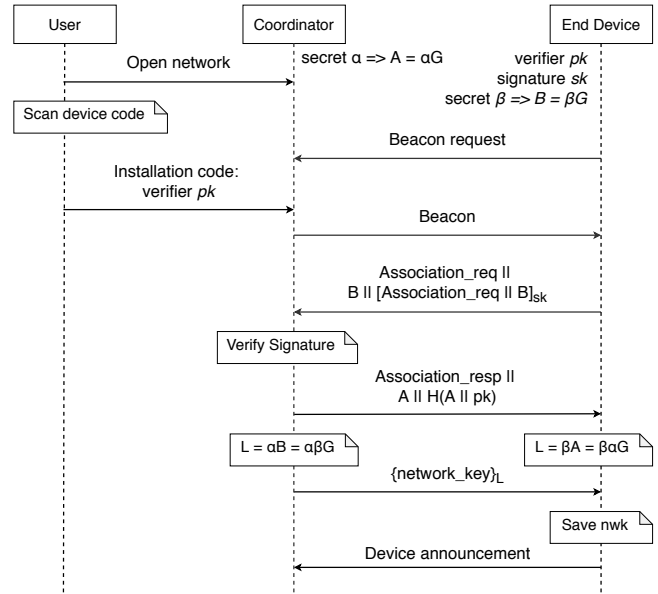 User
Coordinator
End Device
Open network
secret α => A = αG
verifier pk
signature sk
secret β => B = βG
Scan device code
Beacon request
Installation code:
verifier pk
Beacon
Association_req ||
B || [Association_req || B]sk
Verify Signature
Association_resp ||
A || H(A || pk)
L = αB = αβG
L = βA = βαG
{network_key}L
Save nwk
Device announcement